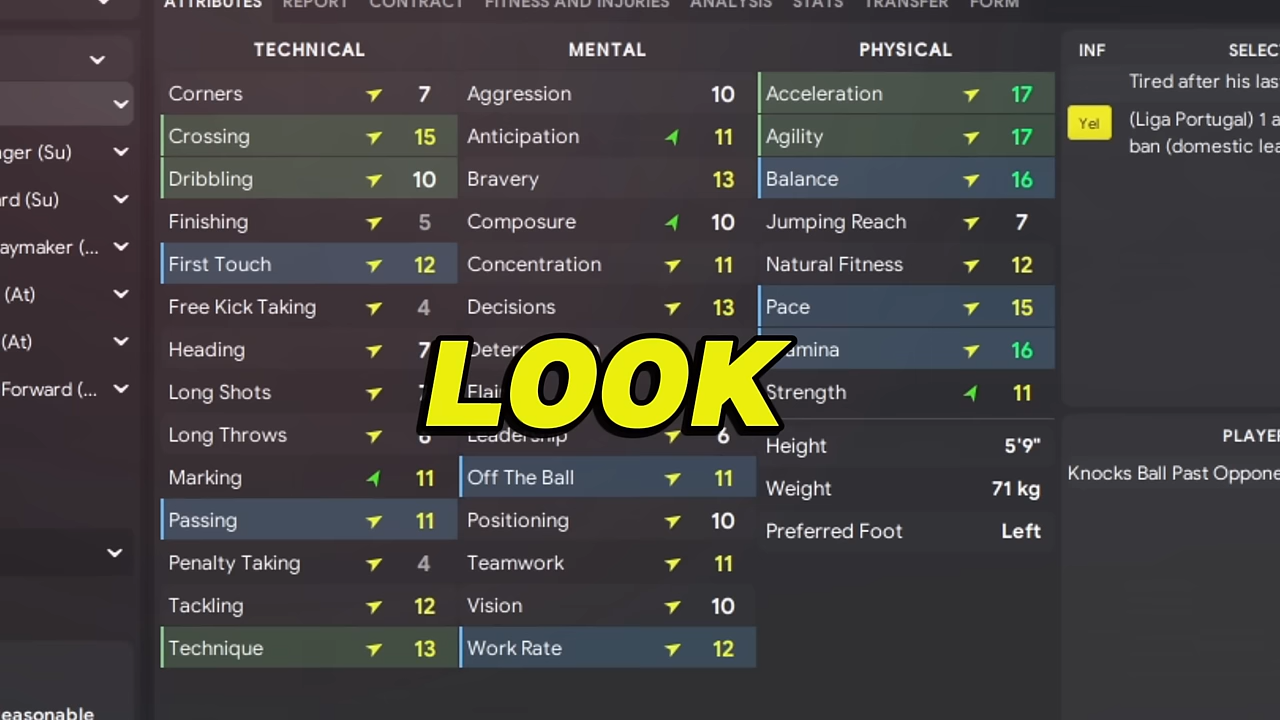 ATTRIBUTES REPORT CONTRACT FITNESS AND INJURIES ANALYSIS STATS TRANSFER FORM
TECHNICAL
Corners 7
Crossing 15
Dribbling 10
Finishing 5
First Touch 12
Free Kick Taking 4
Heading 7
Long Shots
Long Throws 6
Marking 11
Passing 11
Penalty Taking 4
Tackling 12
Technique 13
MENTAL
Aggression 10
Anticipation 11
Bravery 13
Composure 10
Concentration 11
Decisions 13
LOOK
Leadership 6
Off The Ball 11
Positioning 10
Teamwork 11
Vision 10
Work Rate 12
PHYSICAL
Acceleration 17
Agility 17
Balance 16
Jumping Reach 7
Natural Fitness 12
Pace 15
amina 16
Strength 11
Height 5'9"
Weight 71 kg
Preferred Foot Left
INF SELEC
Tired after his las
Yel (Liga Portugal) 1 a
ban (domestic lea
PLAYE
Knocks Ball Past Oppone
nger (Su)
rd (Su)
aymaker (...
(At)
(At)
Forward (...
easonable